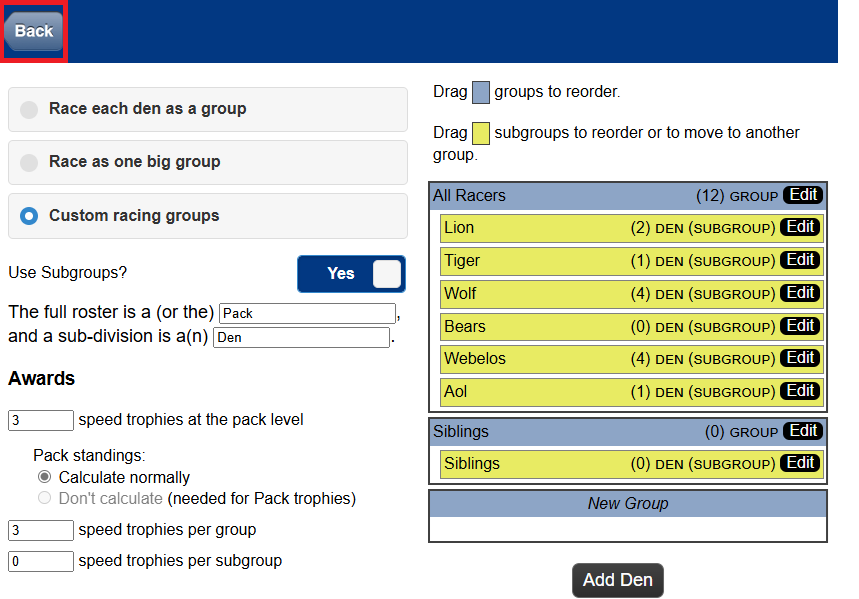 Back
Race each den as a group
Race as one big group
Custom racing groups
Use Subgroups? Yes
The full roster is a (or the) Pack,
and a sub-division is a(n) Den.
Awards
3 speed trophies at the pack level
Pack standings:
Calculate normally
Don't calculate (needed for Pack trophies)
3 speed trophies per group
0 speed trophies per subgroup
Drag groups to reorder.
Drag subgroups to reorder or to move to another
group.
All Racers (12) GROUP Edit
Lion (2) DEN (SUBGROUP) Edit
Tiger (1) DEN (SUBGROUP) Edit
Wolf (4) DEN (SUBGROUP) Edit
Bears (0) DEN (SUBGROUP) Edit
Webelos (4) DEN (SUBGROUP) Edit
Aol (1) DEN (SUBGROUP) Edit
Siblings (0) GROUP Edit
Siblings (0) DEN (SUBGROUP) Edit
New Group
Add Den